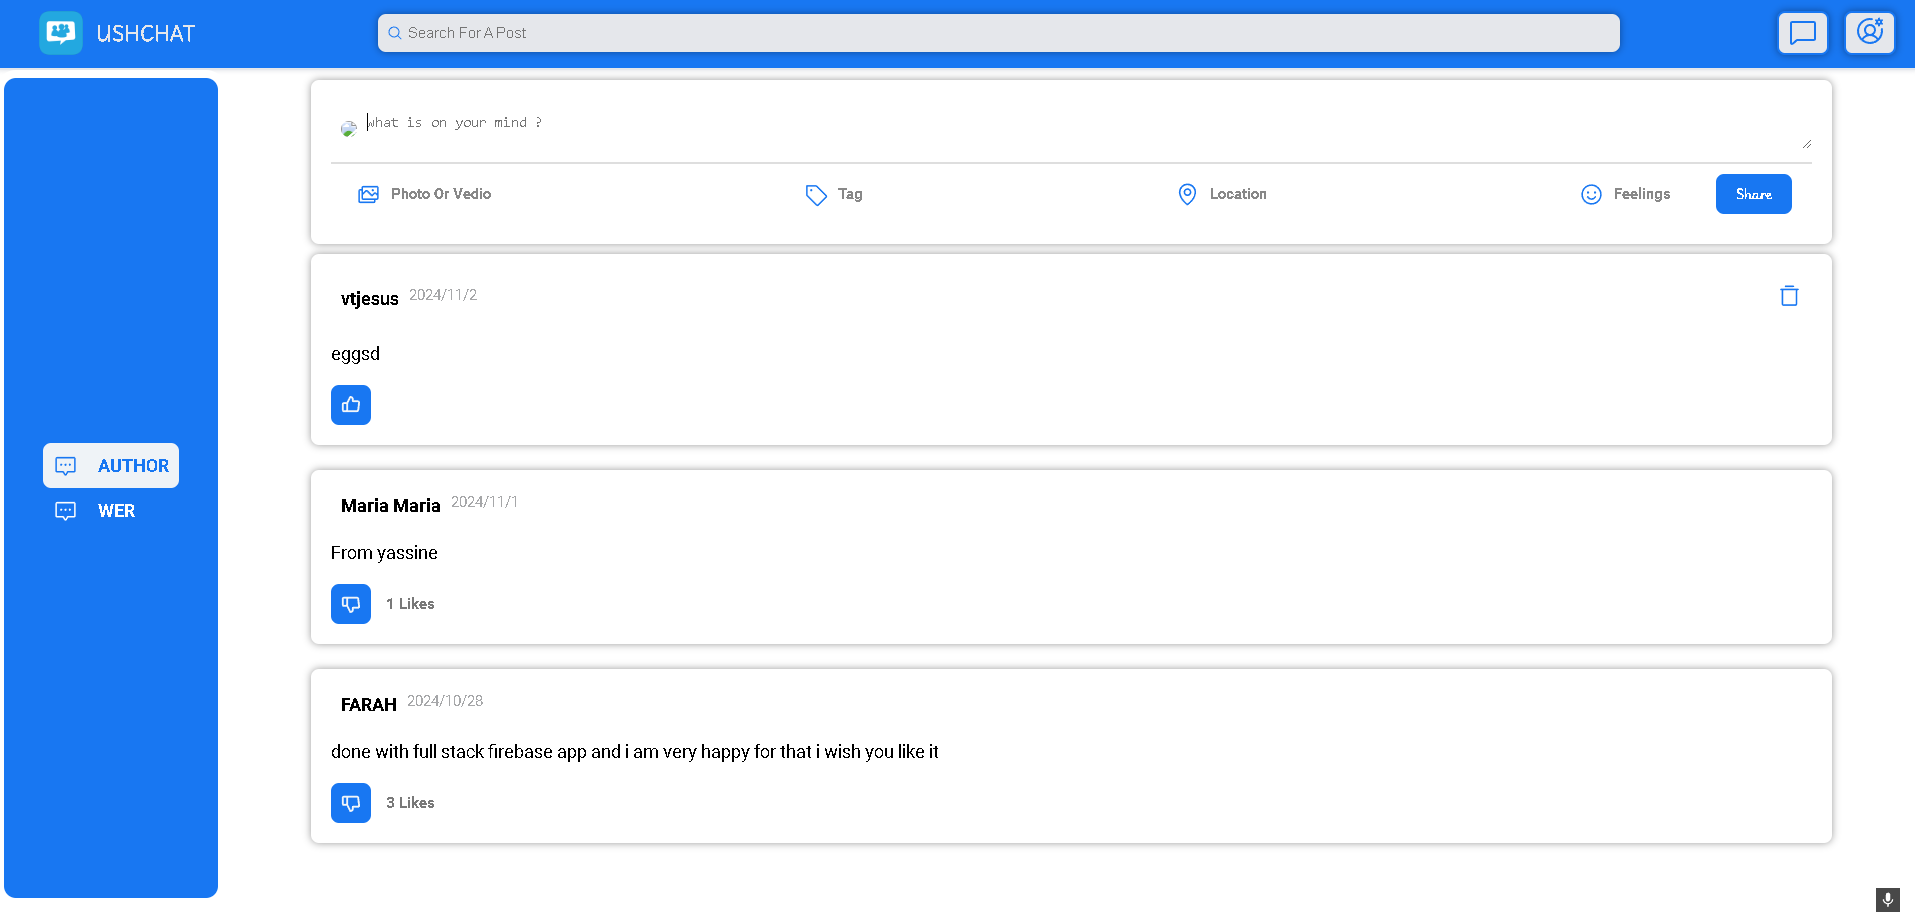 USHCHAT
Search For A Post
What is on your mind ?
Photo Or Vedio
Tag
Location
Feelings
Share
vtjesus 2024/11/2
eggsd
AUTHOR
WER
Maria Maria 2024/11/1
From yassine
1 Likes
FARAH 2024/10/28
done with full stack firebase app and i am very happy for that i wish you like it
3 Likes